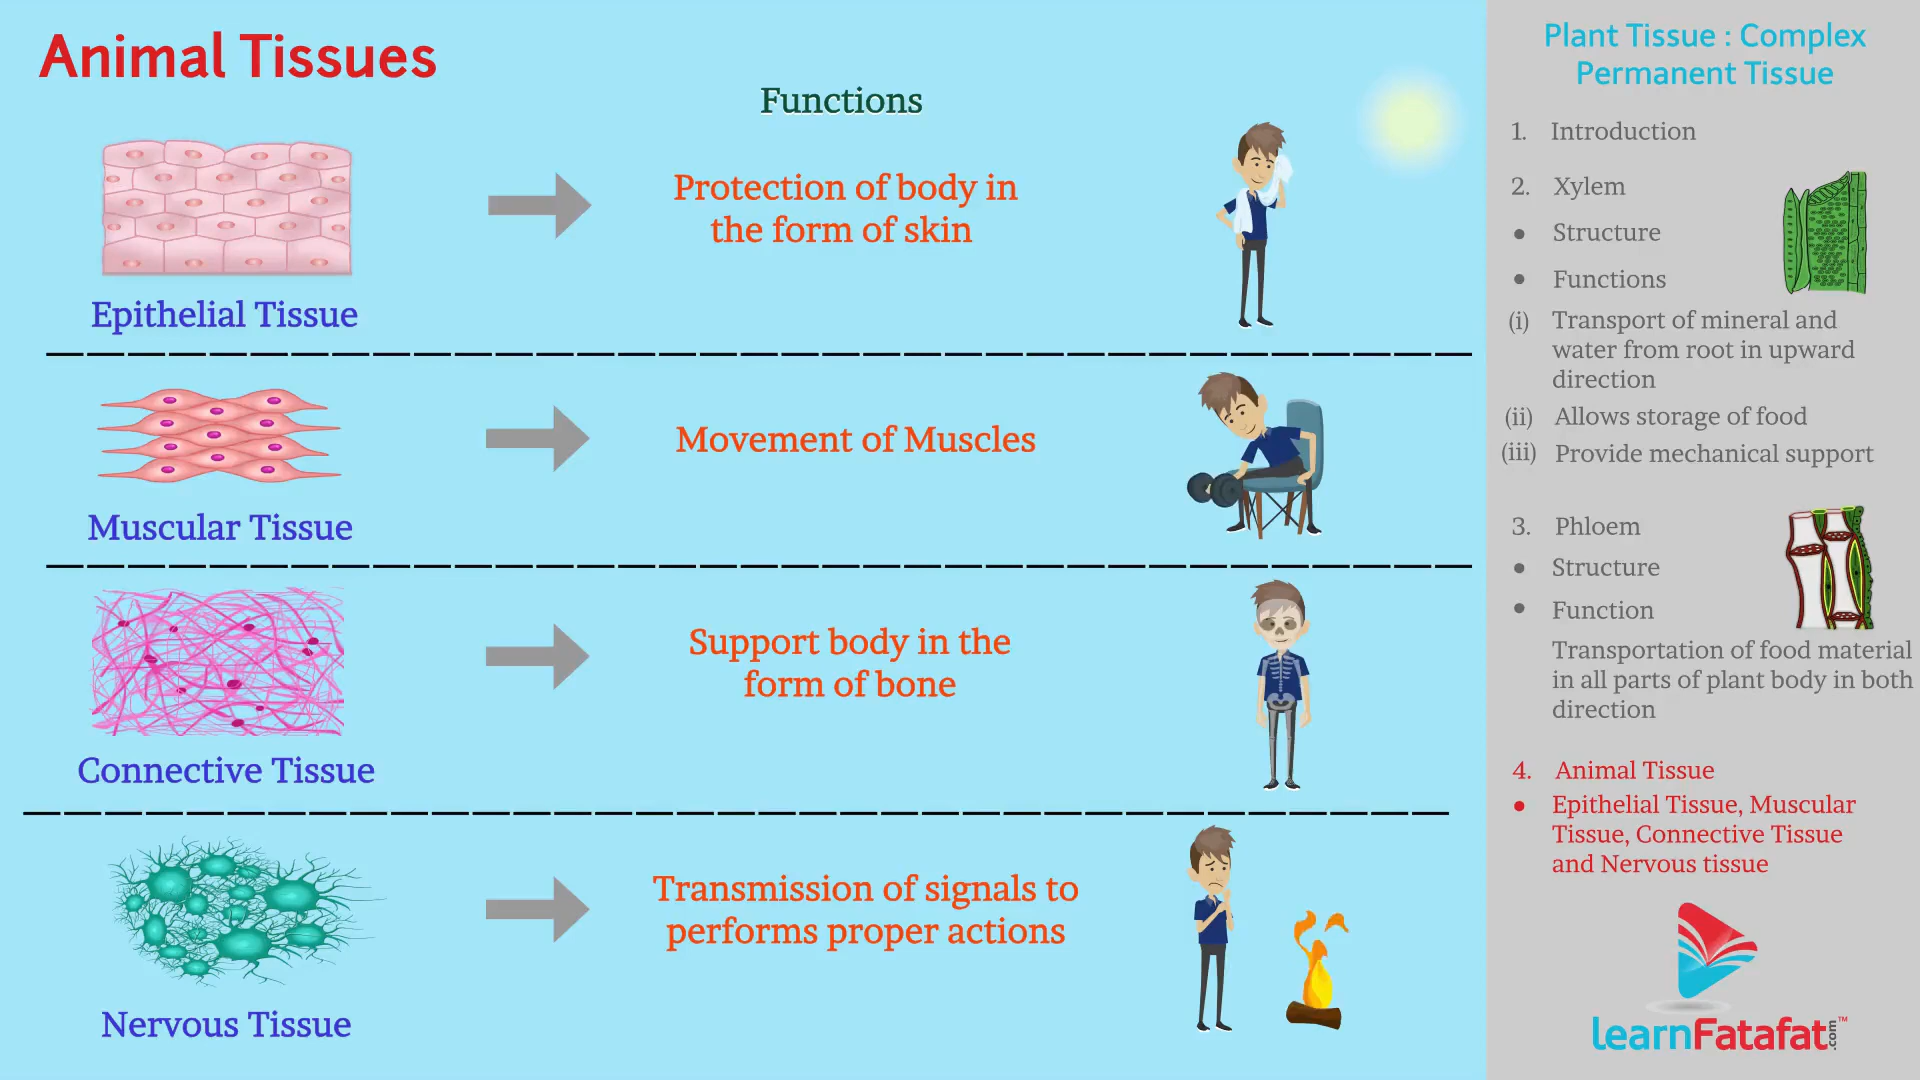 Animal Tissues
Functions
Protection of body in
the form of skin
Epithelial Tissue
Movement of Muscles
Muscular Tissue
Support body in the
form of bone
Connective Tissue
Transmission of signals to
performs proper actions
Nervous Tissue
Plant Tissue : Complex
Permanent Tissue
1. Introduction
2. Xylem
• Structure
• Functions
(i) Transport of mineral and
water from root in upward
direction
(ii) Allows storage of food
(iii) Provide mechanical support
3. Phloem
• Structure
• Function
Transportation of food material
in all parts of plant body in both
direction
4. Animal Tissue
• Epithelial Tissue, Muscular
Tissue, Connective Tissue
and Nervous tissue
learnFatafat.com™